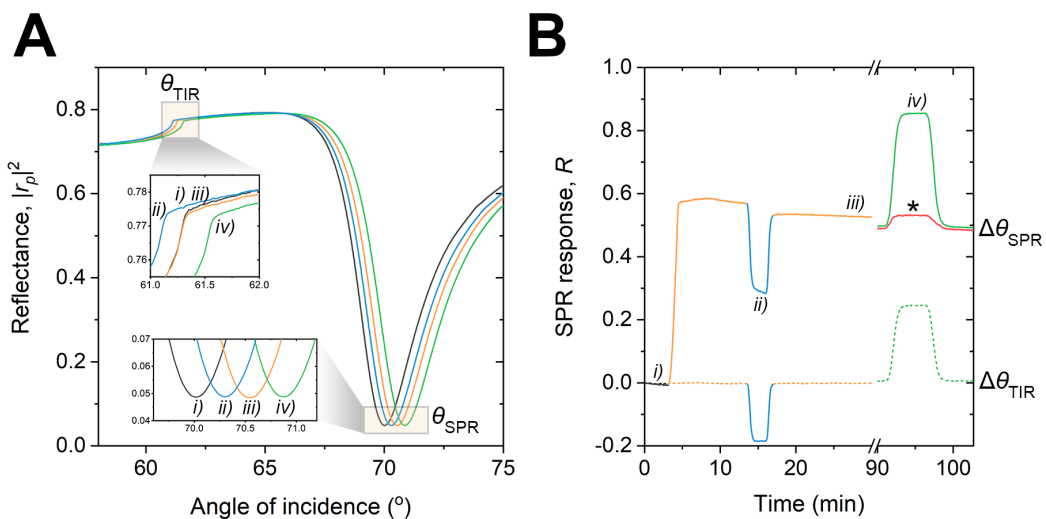 A
B
θTIR
0.8
0.6
0.4
0.2
0.0
Reflectance, |rp|²
0.78
0.77
0.76
i) iii)
ii)
iv)
61.0 61.5 62.0
0.07
0.06
0.05
0.04
i) ii) iii) iv)
70.0 70.6 71.0
θSPR
60 65 70 75
Angle of incidence (º)
1.0
0.8
0.6
0.4
0.2
0.0
-0.2
SPR response, R
iv)
*
iii)
ii)
i)
ΔθSPR
ΔθTIR
0 10 20 90 100
Time (min)